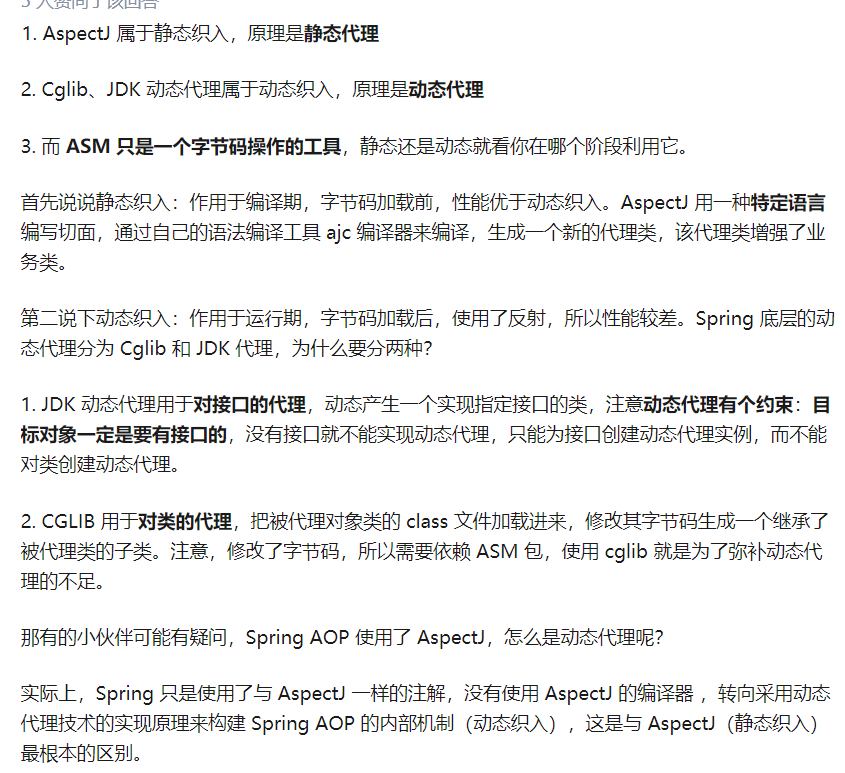 3 人赞同了该回答
1. AspectJ 属于静态织入，原理是静态代理
2. Cglib、JDK 动态代理属于动态织入，原理是动态代理
3. 而 ASM 只是一个字节码操作的工具，静态还是动态就看你在哪个阶段利用它。
首先说说静态织入：作用于编译期，字节码加载前，性能优于动态织入。AspectJ 用一种特定语言
编写切面，通过自己的语法编译工具 ajc 编译器来编译，生成一个新的代理类，该代理类增强了业
务类。
第二说下动态织入：作用于运行期，字节码加载后，使用了反射，所以性能较差。Spring 底层的动
态代理分为 Cglib 和 JDK 代理，为什么要分两种？
1. JDK 动态代理用于对接口的代理，动态产生一个实现指定接口的类，注意动态代理有个约束：目
标对象一定是要有接口的，没有接口就不能实现动态代理，只能为接口创建动态代理实例，而不能
对类创建动态代理。
2. CGLIB 用于对类的代理，把被代理对象类的 class 文件加载进来，修改其字节码生成一个继承了
被代理类的子类。注意，修改了字节码，所以需要依赖 ASM 包，使用 cglib 就是为了弥补动态代
理的不足。
那有的小伙伴可能有疑问，Spring AOP 使用了 AspectJ，怎么是动态代理呢？
实际上，Spring 只是使用了与 AspectJ 一样的注解，没有使用 AspectJ 的编译器 ，转向采用动态
代理技术的实现原理来构建 Spring AOP 的内部机制（动态织入），这是与 AspectJ（静态织入）
最根本的区别。